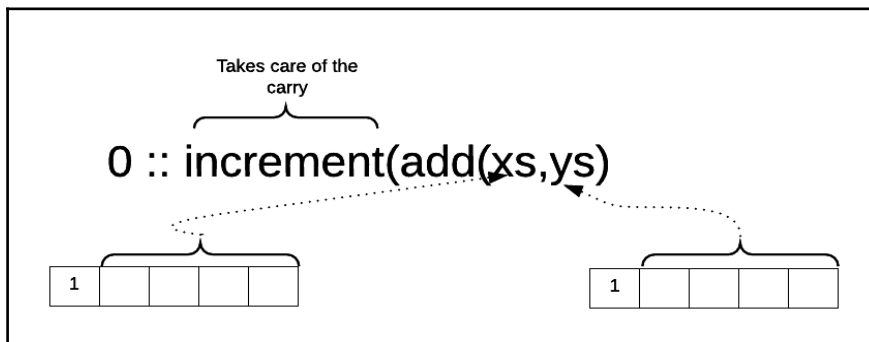 Takes care of the
carry
0 :: increment(add(xs,ys)
1
1